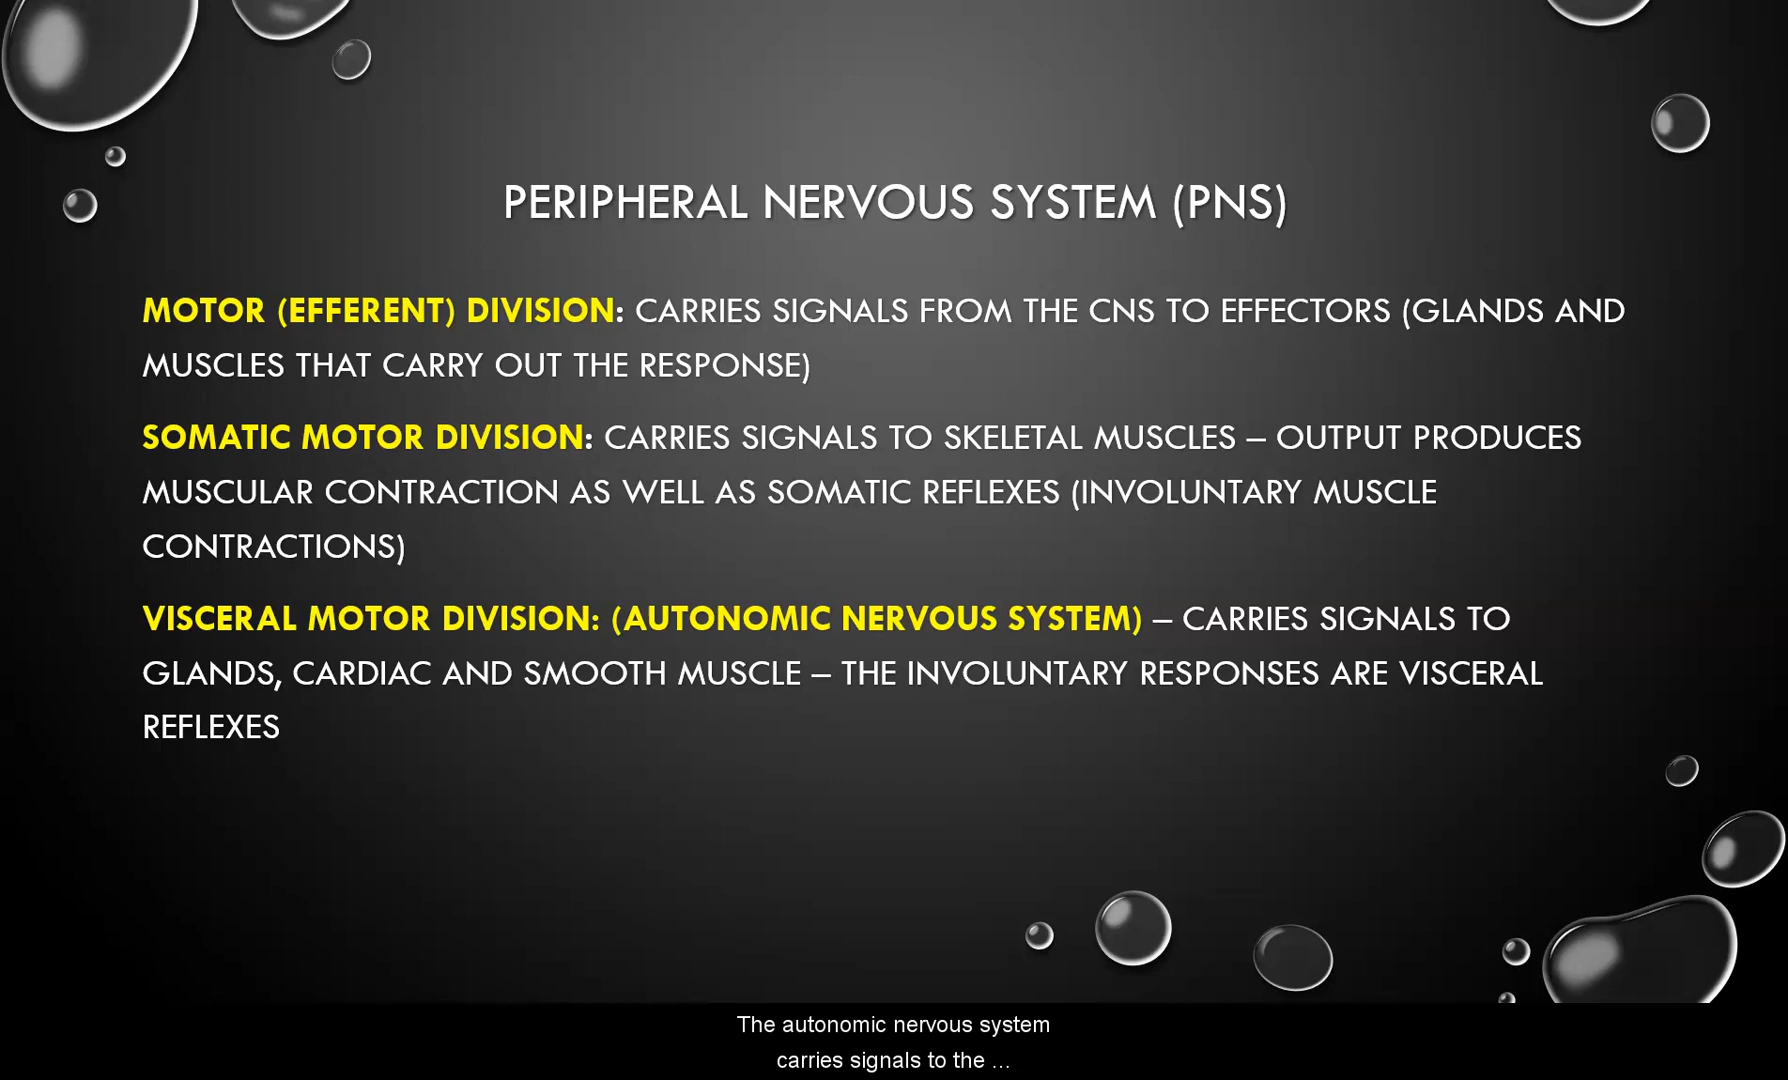 PERIPHERAL NERVOUS SYSTEM (PNS)
MOTOR (EFFERENT) DIVISION: CARRIES SIGNALS FROM THE CNS TO EFFECTORS (GLANDS AND
MUSCLES THAT CARRY OUT THE RESPONSE)
SOMATIC MOTOR DIVISION: CARRIES SIGNALS TO SKELETAL MUSCLES – OUTPUT PRODUCES
MUSCULAR CONTRACTION AS WELL AS SOMATIC REFLEXES (INVOLUNTARY MUSCLE
CONTRACTIONS)
VISCERAL MOTOR DIVISION: (AUTONOMIC NERVOUS SYSTEM) – CARRIES SIGNALS TO
GLANDS, CARDIAC AND SMOOTH MUSCLE – THE INVOLUNTARY RESPONSES ARE VISCERAL
REFLEXES
The autonomic nervous system
carries signals to the ...